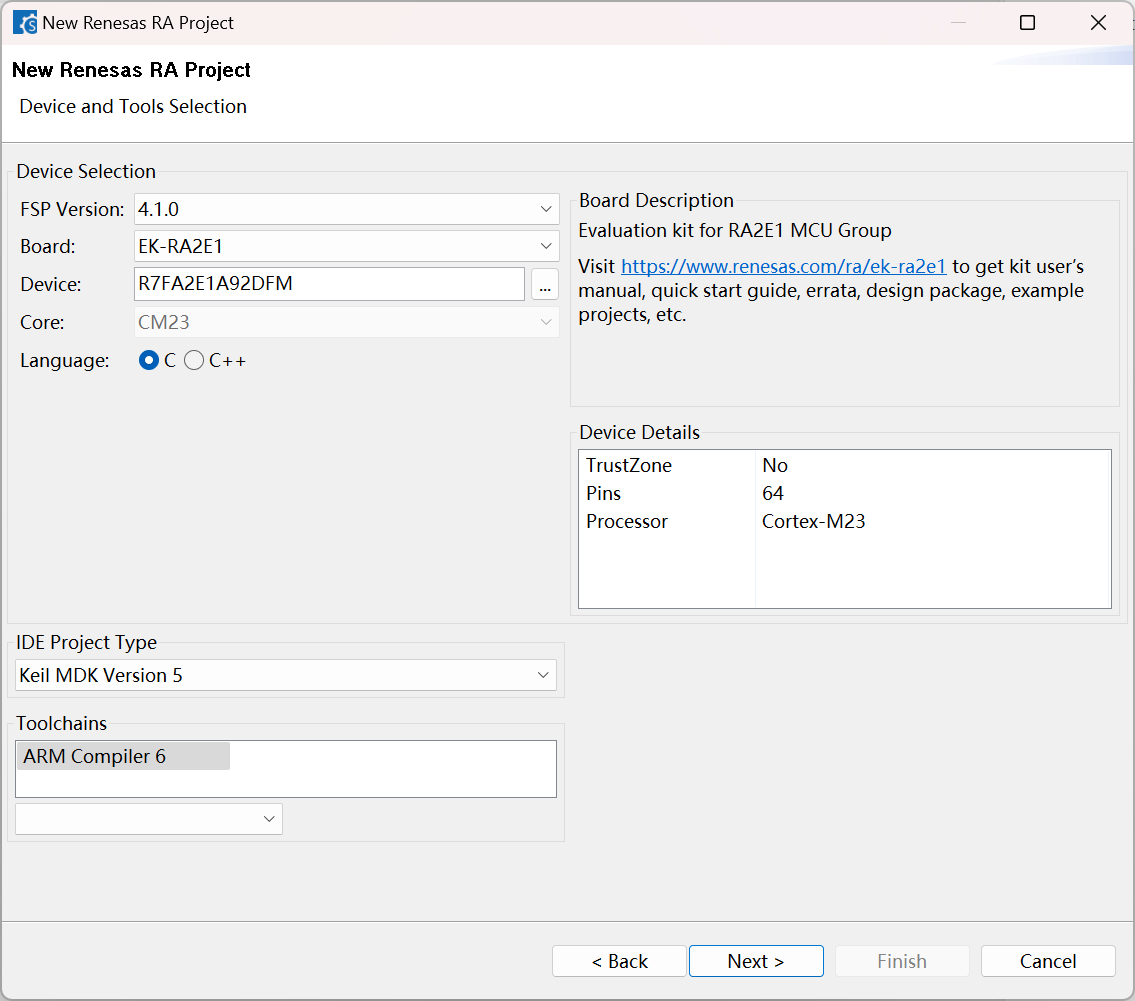 New Renesas RA Project
New Renesas RA Project
Device and Tools Selection
Device Selection
FSP Version: 4.1.0
Board: EK-RA2E1
Device: R7FA2E1A92DFM ...
Core: CM23
Language: C C++
Board Description
Evaluation kit for RA2E1 MCU Group
Visit https://www.renesas.com/ra/ek-ra2e1 to get kit user's
manual, quick start guide, errata, design package, example
projects, etc.
Device Details
TrustZone No
Pins 64
Processor Cortex-M23
IDE Project Type
Keil MDK Version 5
Toolchains
ARM Compiler 6
< Back Next > Finish Cancel